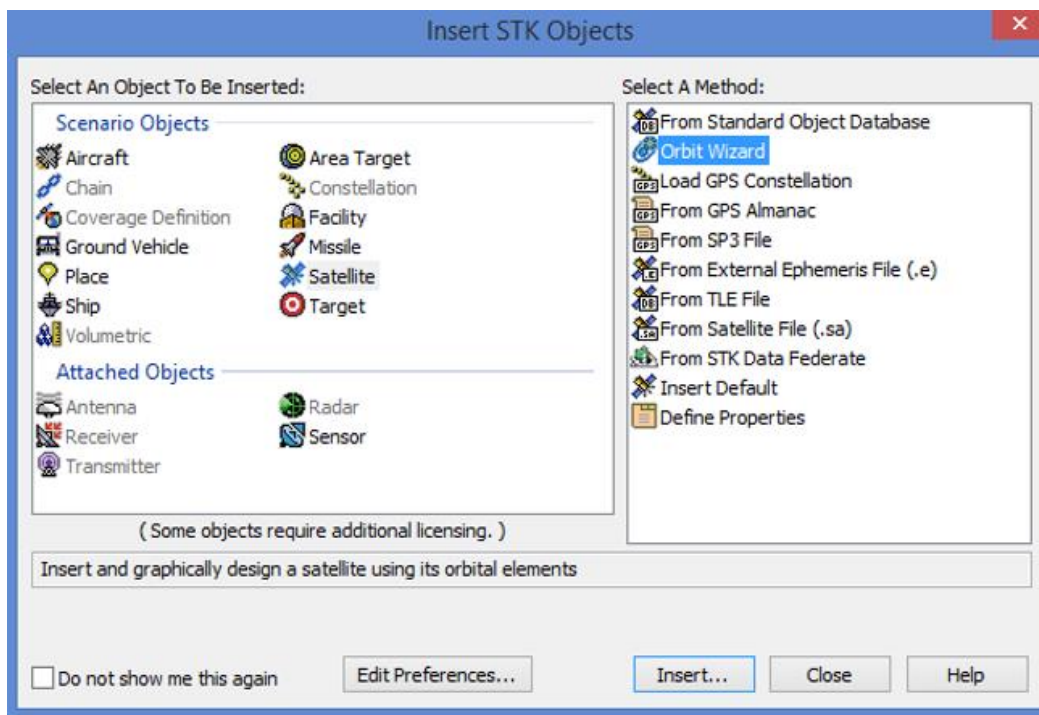 Insert STK Objects
Select An Object To Be Inserted:
Scenario Objects
Aircraft
Area Target
Chain
Constellation
Coverage Definition
Facility
Ground Vehicle
Missile
Place
Satellite
Ship
Target
Volumetric
Attached Objects
Antenna
Radar
Receiver
Sensor
Transmitter
( Some objects require additional licensing. )
Select A Method:
From Standard Object Database
Orbit Wizard
Load GPS Constellation
From GPS Almanac
From SP3 File
From External Ephemeris File (.e)
From TLE File
From Satellite File (.sa)
From STK Data Federate
Insert Default
Define Properties
Insert and graphically design a satellite using its orbital elements
Do not show me this again
Edit Preferences...
Insert...
Close
Help